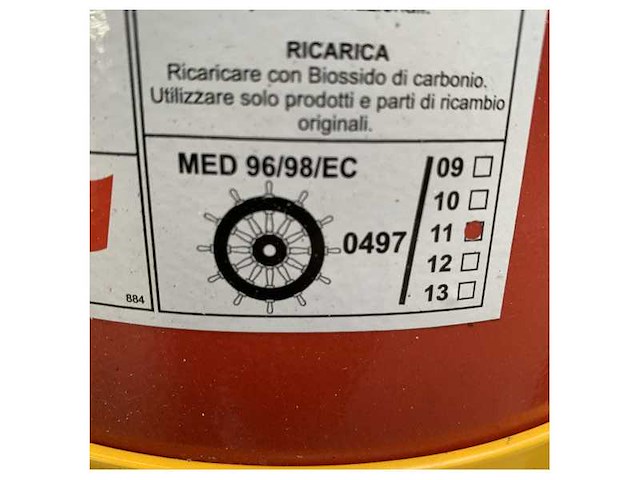 RICARICA
Ricaricare con Biossido di carbonio.
Utilizzare solo prodotti e parti di ricambio
originali.
MED 96/98/EC
0497
09
10
11
12
13
884